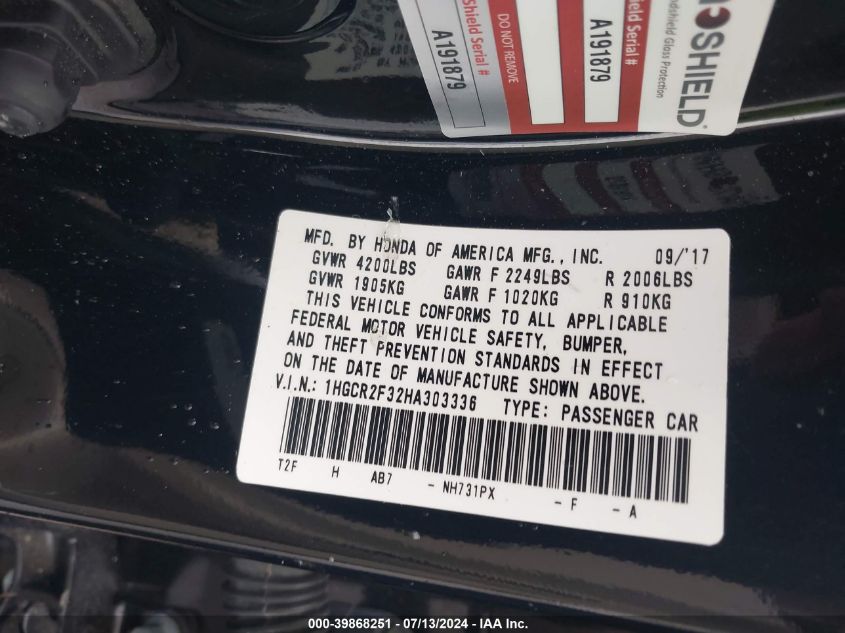 Shield Serial #
A191879
DO NOT REMOVE
Shield Serial #
A191879
SHIELD®
Glass Protection
MFD. BY HONDA OF AMERICA MFG., INC. 09/'17
GVWR 4200LBS GAWR F 2249LBS R 2006LBS
GVWR 1905KG GAWR F 1020KG R 910KG
THIS VEHICLE CONFORMS TO ALL APPLICABLE
FEDERAL MOTOR VEHICLE SAFETY, BUMPER,
AND THEFT PREVENTION STANDARDS IN EFFECT
ON THE DATE OF MANUFACTURE SHOWN ABOVE.
V.I.N.: 1HGCR2F32HA303336 TYPE: PASSENGER CAR
T2F H AB7 - NH731PX - F - A
000-39868251 - 07/13/2024 - IAA Inc.